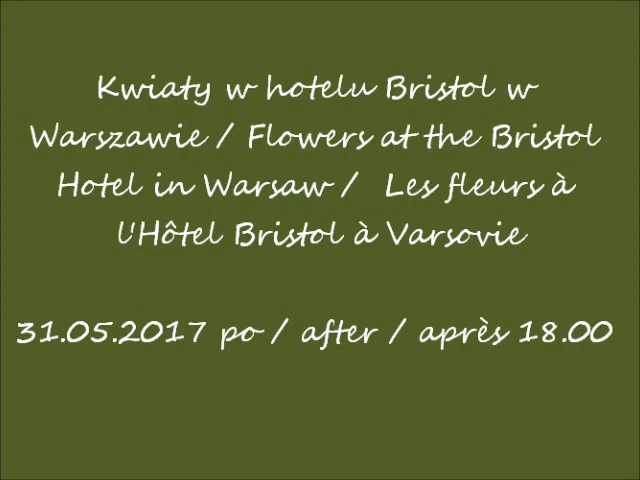 Kwiaty w hotelu Bristol w
Warszawie / Flowers at the Bristol
Hotel in Warsaw / Les fleurs à
l'Hôtel Bristol à Varsovie
31.05.2017 po / after / après 18.00